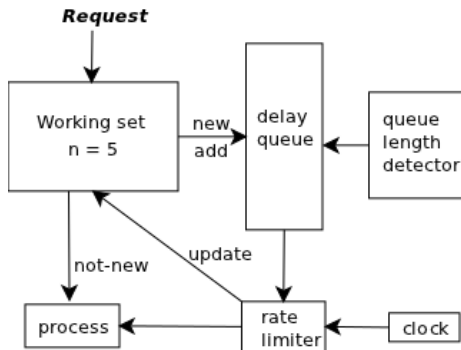 Request
Working set
n = 5
new
add
delay
queue
queue
length
detector
not-new
update
process
rate
limiter
clock